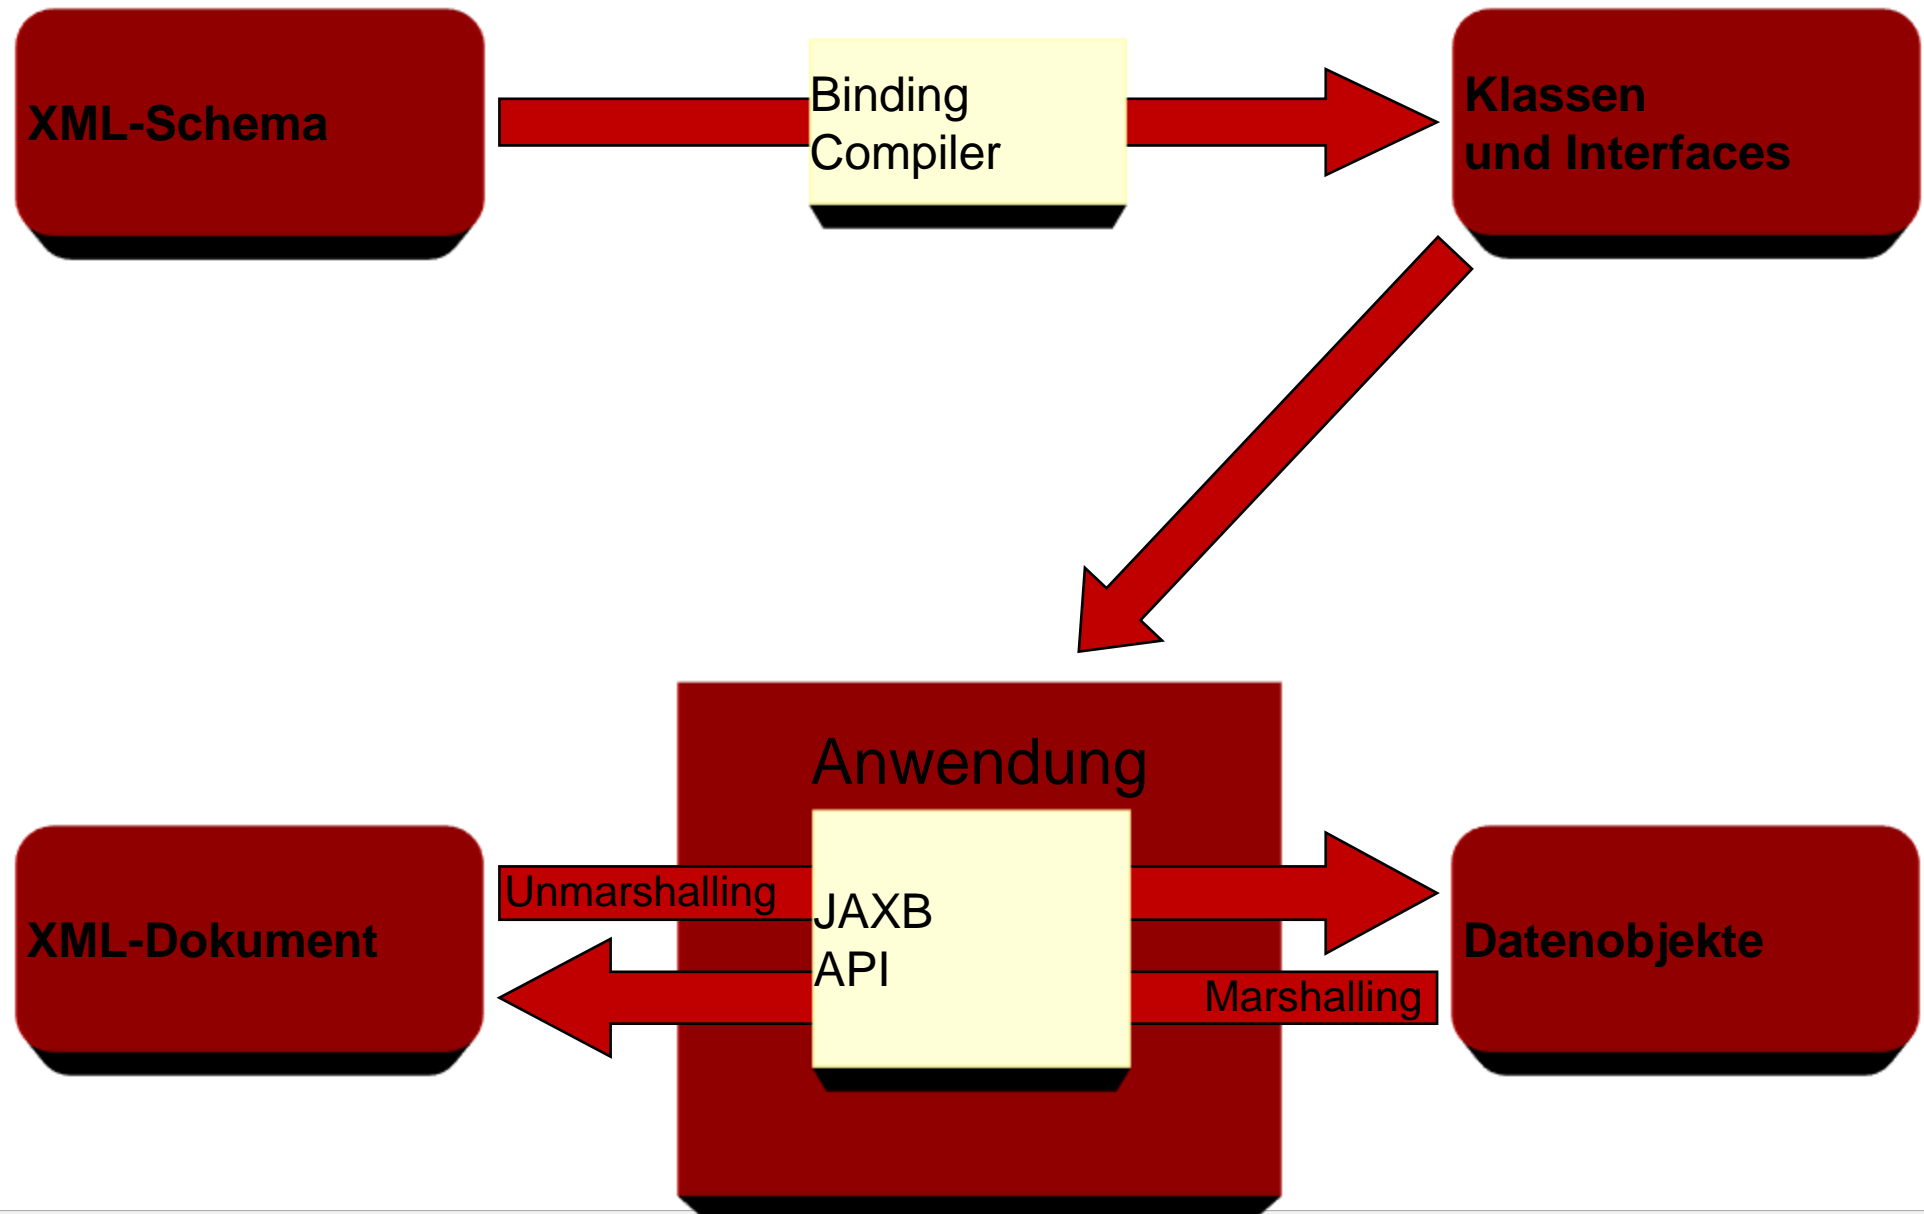 XML-Schema
Binding
Compiler
Klassen
und Interfaces
Anwendung
XML-Dokument
Unmarshalling
JAXB
API
Marshalling
Datenobjekte